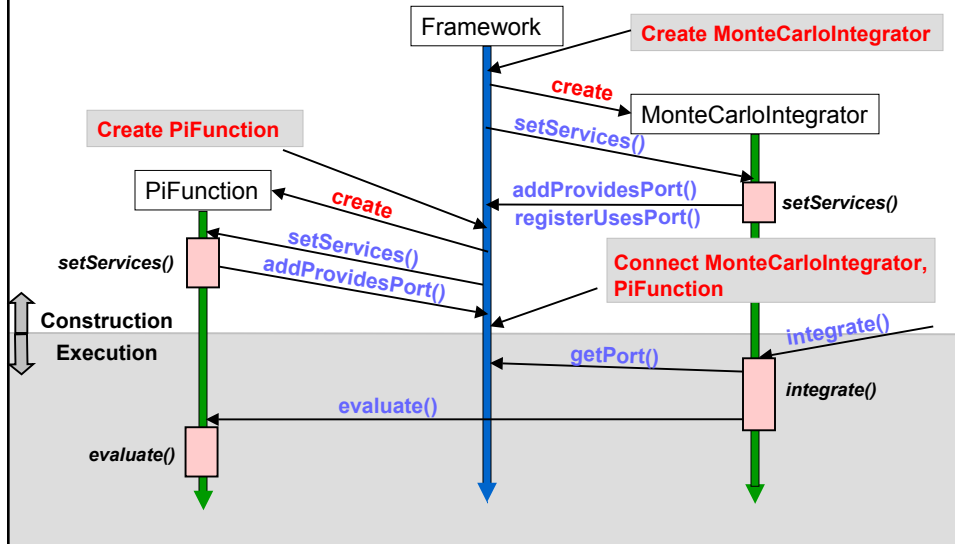 Framework
Create MonteCarloIntegrator
create
MonteCarloIntegrator
Create PiFunction
setServices()
PiFunction
addProvidesPort()
create
registerUsesPort()
setServices()
setServices()
setServices()
addProvidesPort()
Connect MonteCarloIntegrator,
PiFunction
Construction
integrate()
Execution
getPort()
integrate()
evaluate()
evaluate()